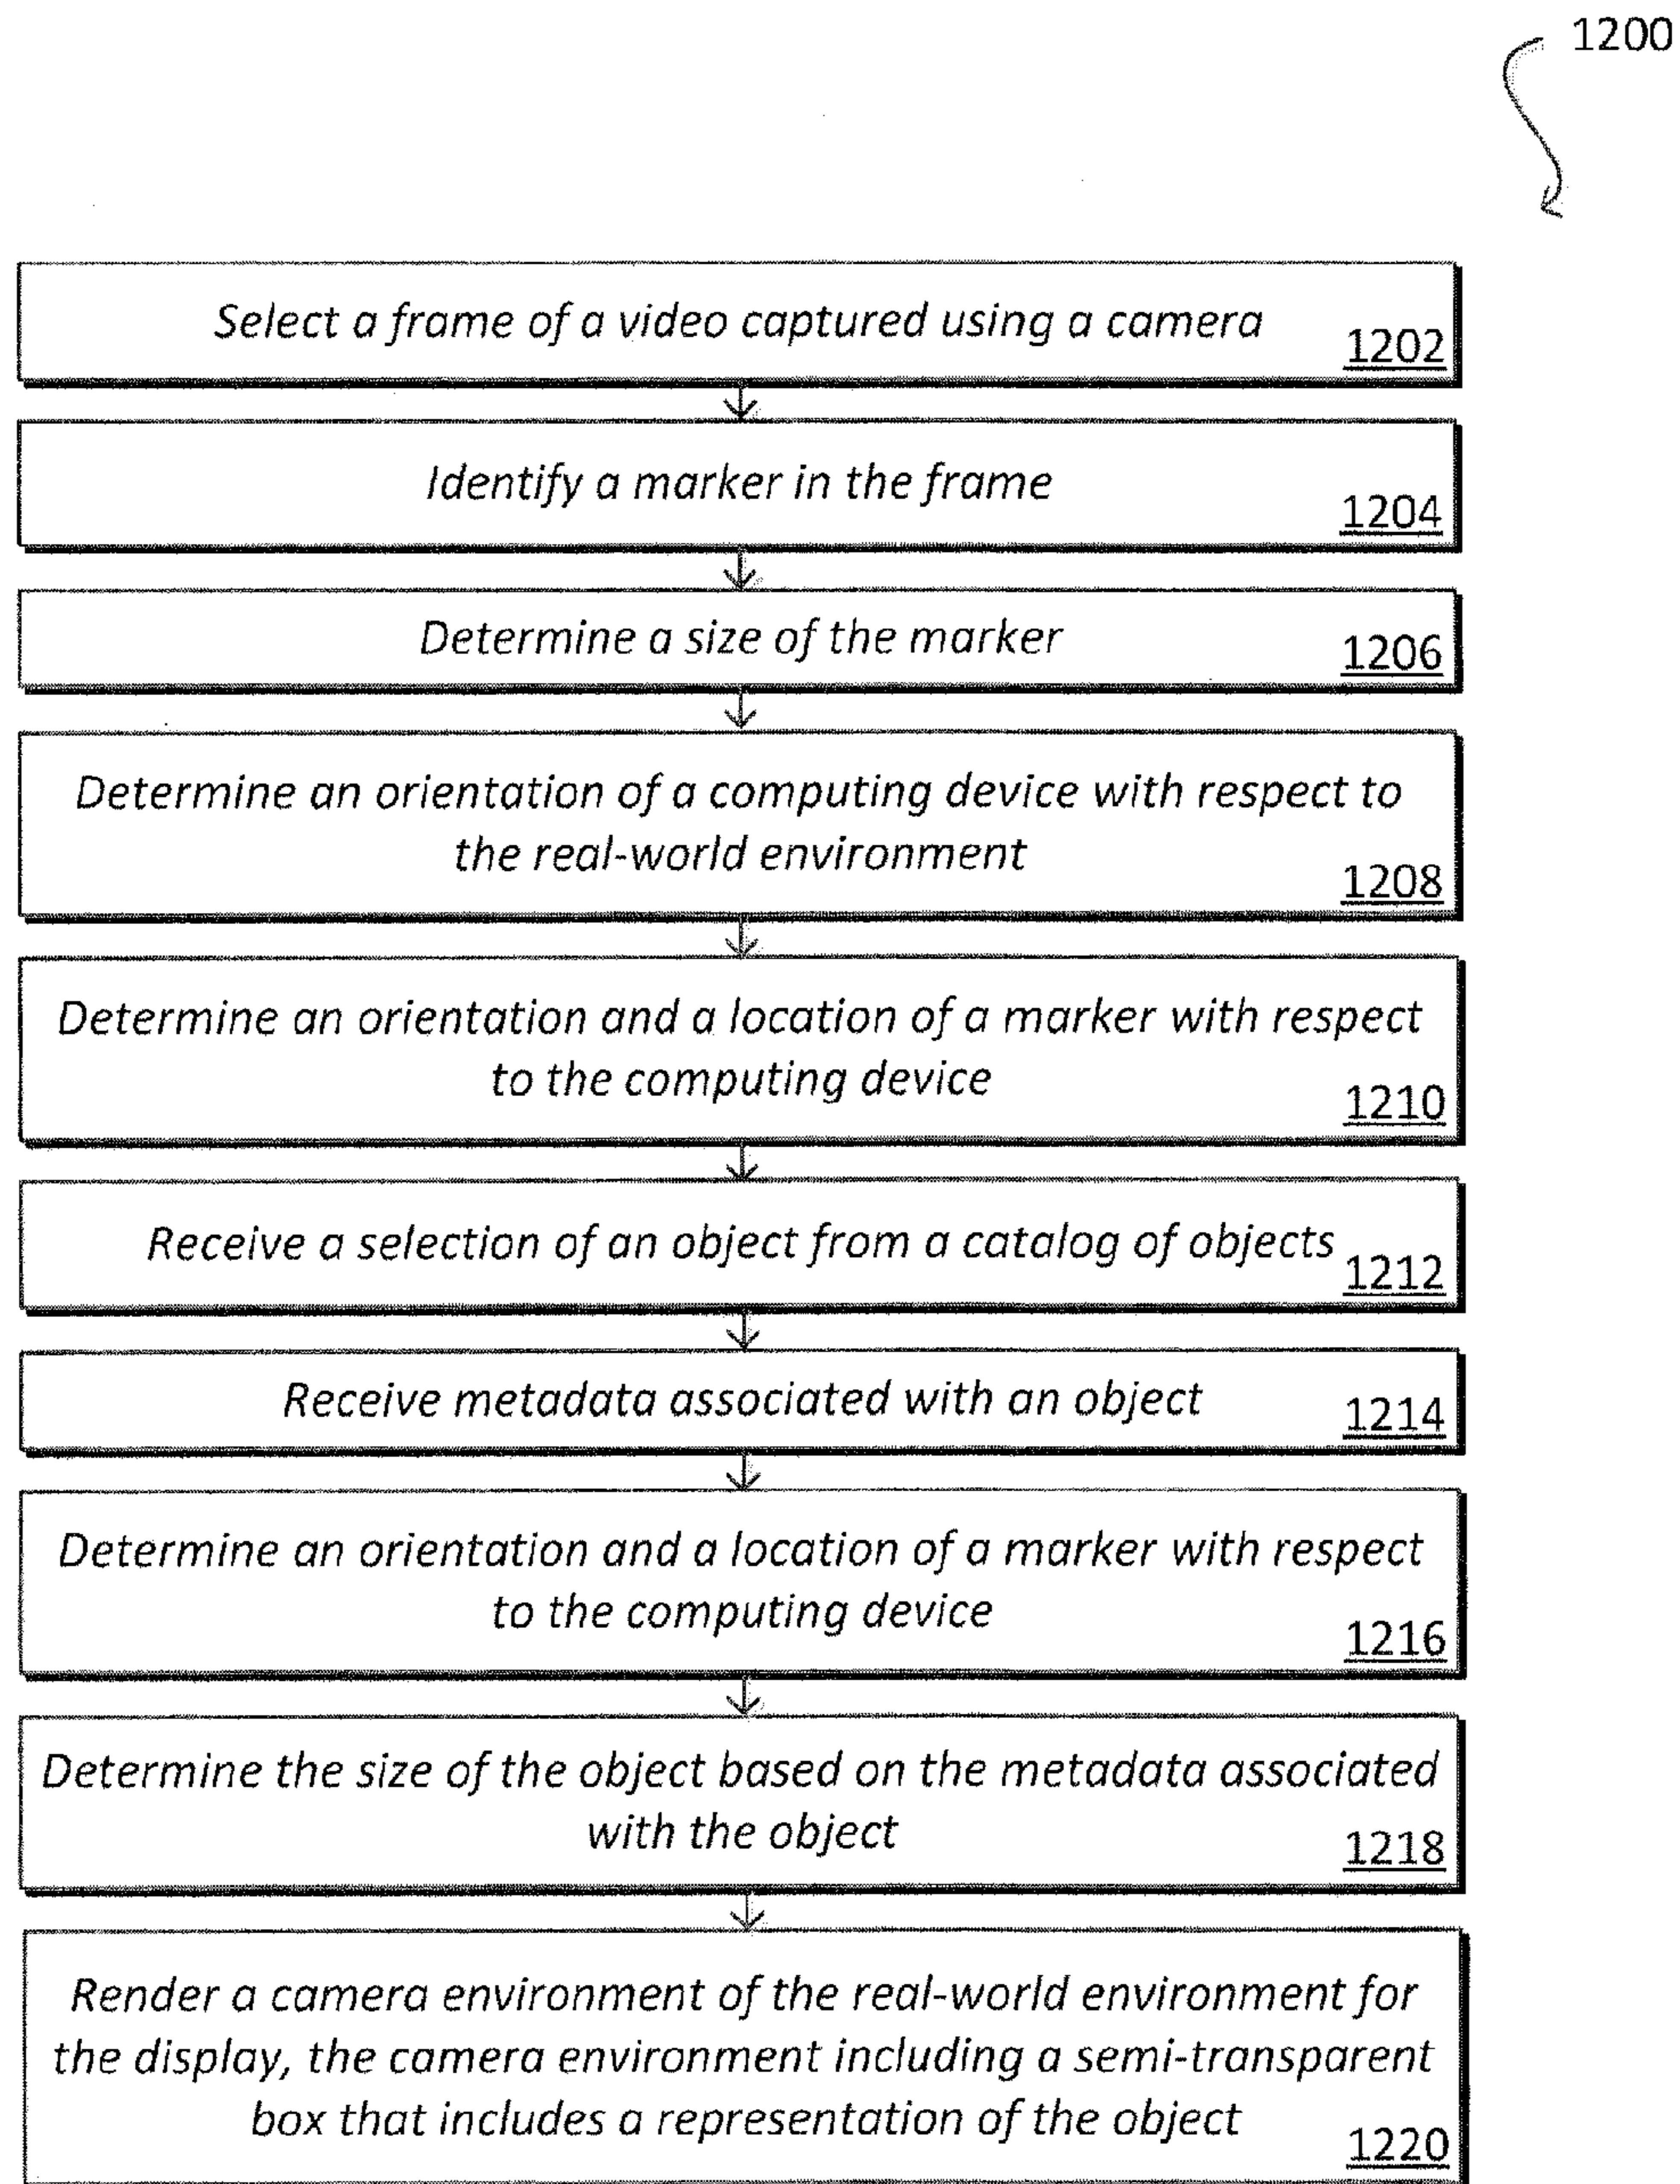 1200
Select a frame of a video captured using a camera
1202
Identify a marker in the frame
1204
Determine a size of the marker
1206
Determine an orientation of a computing device with respect to
the real-world environment
1208
Determine an orientation and a location of a marker with respect
to the computing device
1210
Receive a selection of an object from a catalog of objects
1212
Receive metadata associated with an object
1214
Determine an orientation and a location of a marker with respect
to the computing device
1216
Determine the size of the object based on the metadata associated
with the object
1218
Render a camera environment of the real-world environment for
the display, the camera environment including a semi-transparent
box that includes a representation of the object
1220